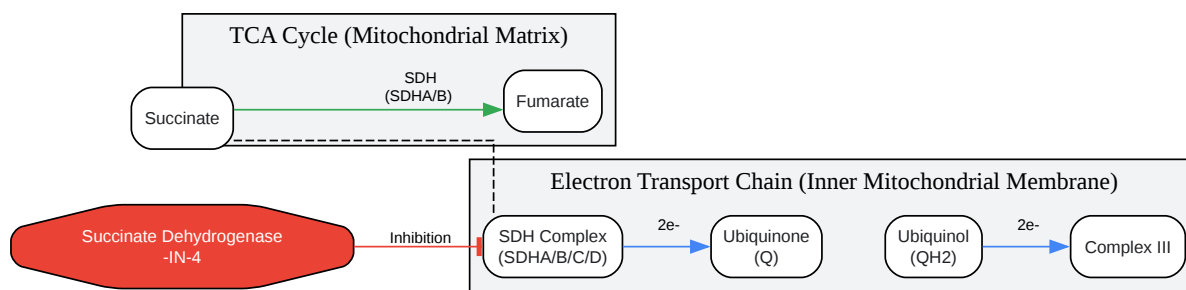 TCA Cycle (Mitochondrial Matrix)
SDH
(SDHA/B)
Succinate
Fumarate
Electron Transport Chain (Inner Mitochondrial Membrane)
Succinate Dehydrogenase
-IN-4
Inhibition
SDH Complex
(SDHA/B/C/D)
2e-
Ubiquinone
(Q)
Ubiquinol
(QH2)
2e-
Complex III